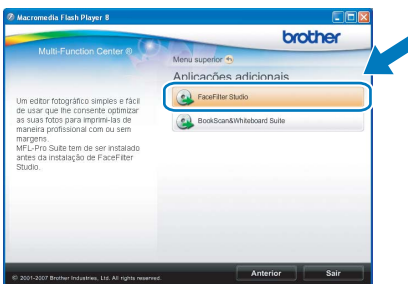 Macromedia Flash Player 8
brother
Multi-Function Center ®
Menu superior
Aplicações adicionais
FaceFilter Studio
BookScan&Whiteboard Suite
Um editor fotográfico simples e fácil
de usar que lhe consente optimizar
as suas fotos para imprimi-las de
maneira profissional com ou sem
margens.
MFL-Pro Suite tem de ser instalado
antes da instalação de FaceFilter
Studio.
© 2001-2007 Brother Industries, Ltd. All rights reserved.
Anterior
Sair